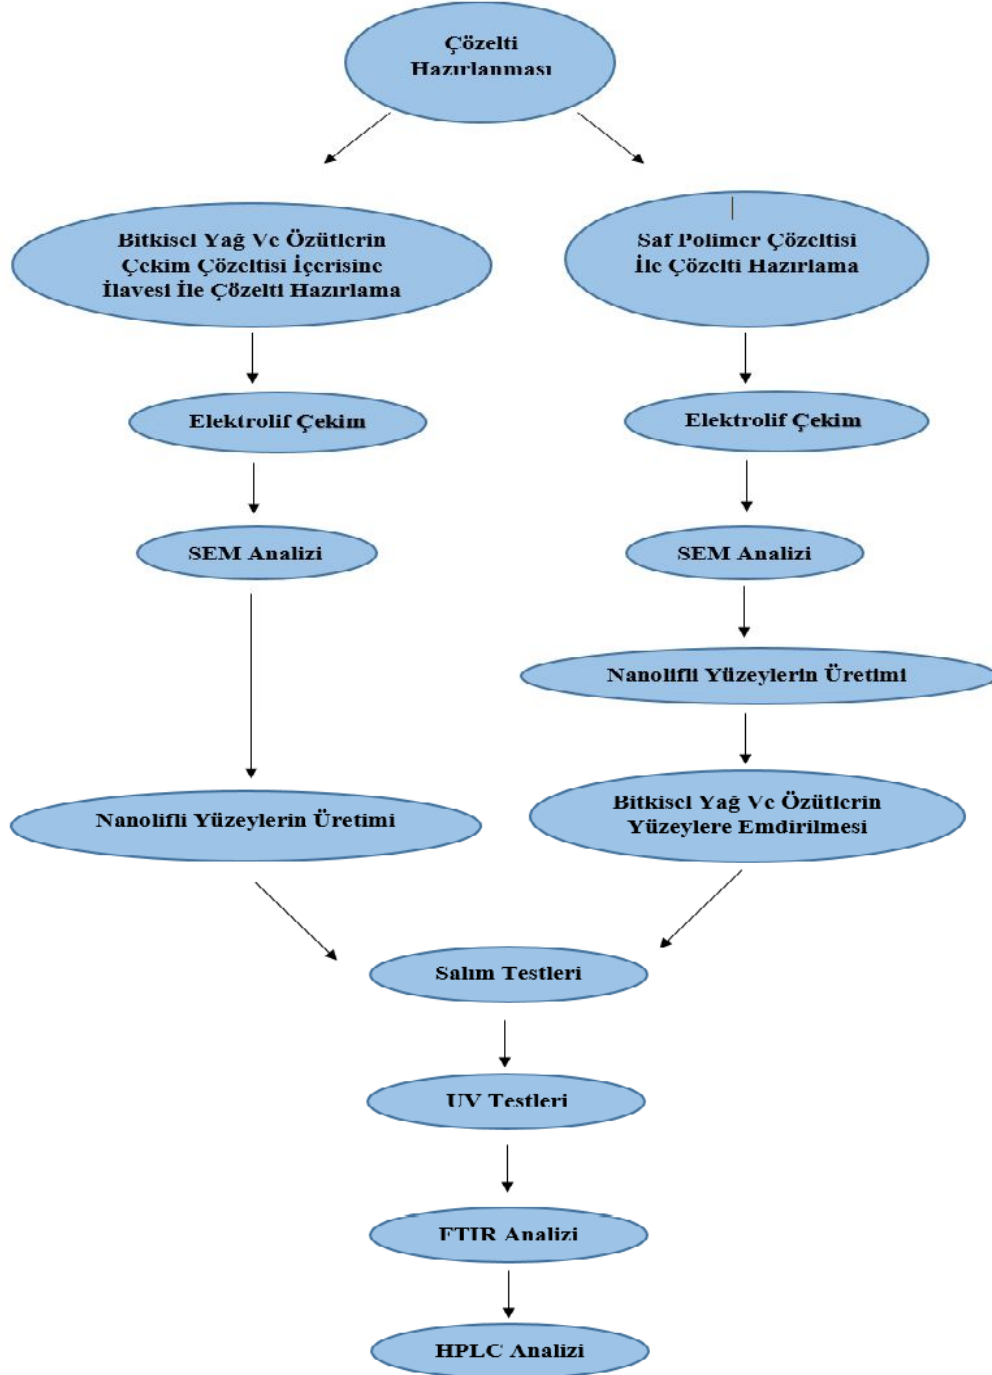 Çözelti
Hazırlanması
Bitkisel Yağ Ve Özütlerin
Çekim Çözeltisi İçerisine
İlavesi İle Çözelti Hazırlama
Saf Polimer Çözeltisi
İle Çözelti Hazırlama
Elektrolif Çekim
Elektrolif Çekim
SEM Analizi
SEM Analizi
Nanolifli Yüzeylerin Üretimi
Nanolifli Yüzeylerin Üretimi
Bitkisel Yağ Ve Özütlerin
Yüzeylere Emdirilmesi
Salım Testleri
UV Testleri
FTIR Analizi
HPLC Analizi